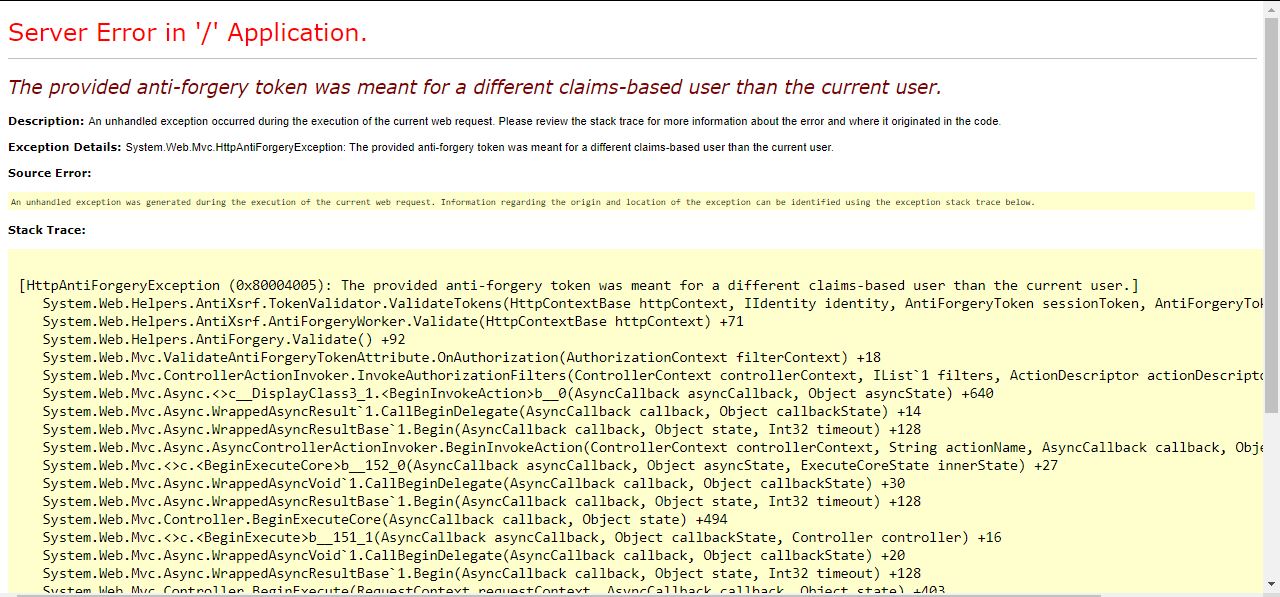 Server Error in '/' Application.
The provided anti-forgery token was meant for a different claims-based user than the current user.
Description: An unhandled exception occurred during the execution of the current web request. Please review the stack trace for more information about the error and where it originated in the code.
Exception Details: System.Web.Mvc.HttpAntiForgeryException: The provided anti-forgery token was meant for a different claims-based user than the current user.
Source Error:
An unhandled exception was generated during the execution of the current web request. Information regarding the origin and location of the exception can be identified using the exception stack trace below.
Stack Trace:
[HttpAntiForgeryException (0x80004005): The provided anti-forgery token was meant for a different claims-based user than the current user.]
System.Web.Helpers.AntiXsrf.TokenValidator.ValidateTokens(HttpContextBase httpContext, IIdentity identity, AntiForgeryToken sessionToken, AntiForgeryTok
System.Web.Helpers.AntiXsrf.AntiForgeryWorker.Validate(HttpContextBase httpContext) +71
System.Web.Helpers.AntiForgery.Validate() +92
System.Web.Mvc.ValidateAntiForgeryTokenAttribute.OnAuthorization(AuthorizationContext filterContext) +18
System.Web.Mvc.ControllerActionInvoker.InvokeAuthorizationFilters(ControllerContext controllerContext, IList`1 filters, ActionDescriptor actionDescripto
System.Web.Mvc.Async.<>c__DisplayClass3_1.<BeginInvokeAction>b__0(AsyncCallback asyncCallback, Object asyncState) +640
System.Web.Mvc.Async.WrappedAsyncResult`1.CallBeginDelegate(AsyncCallback callback, Object callbackState) +14
System.Web.Mvc.Async.WrappedAsyncResultBase`1.Begin(AsyncCallback callback, Object state, Int32 timeout) +128
System.Web.Mvc.Async.AsyncControllerActionInvoker.BeginInvokeAction(ControllerContext controllerContext, String actionName, AsyncCallback callback, Obje
System.Web.Mvc.<>c.<BeginExecuteCore>b__152_0(AsyncCallback asyncCallback, Object asyncState, ExecuteCoreState innerState) +27
System.Web.Mvc.Async.WrappedAsyncVoid`1.CallBeginDelegate(AsyncCallback callback, Object callbackState) +30
System.Web.Mvc.Async.WrappedAsyncResultBase`1.Begin(AsyncCallback callback, Object state, Int32 timeout) +128
System.Web.Mvc.Controller.BeginExecuteCore(AsyncCallback callback, Object state) +494
System.Web.Mvc.<>c.<BeginExecute>b__151_1(AsyncCallback asyncCallback, Object callbackState, Controller controller) +16
System.Web.Mvc.Async.WrappedAsyncVoid`1.CallBeginDelegate(AsyncCallback callback, Object callbackState) +20
System.Web.Mvc.Async.WrappedAsyncResultBase`1.Begin(AsyncCallback callback, Object state, Int32 timeout) +128
System.Web.Mvc.Controller.BeginExecute(RequestContext requestContext, AsyncCallback callback, Object state) +403